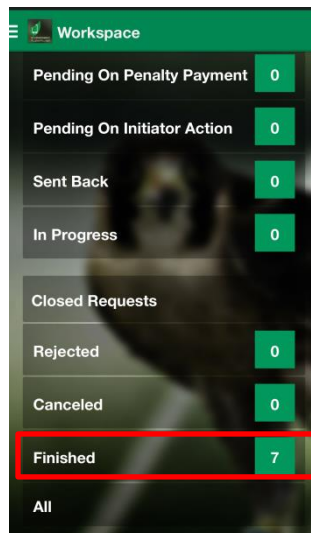 Workspace
Pending On Penalty Payment 0
Pending On Initiator Action 0
Sent Back 0
In Progress 0
Closed Requests
Rejected 0
Canceled 0
Finished 7
All